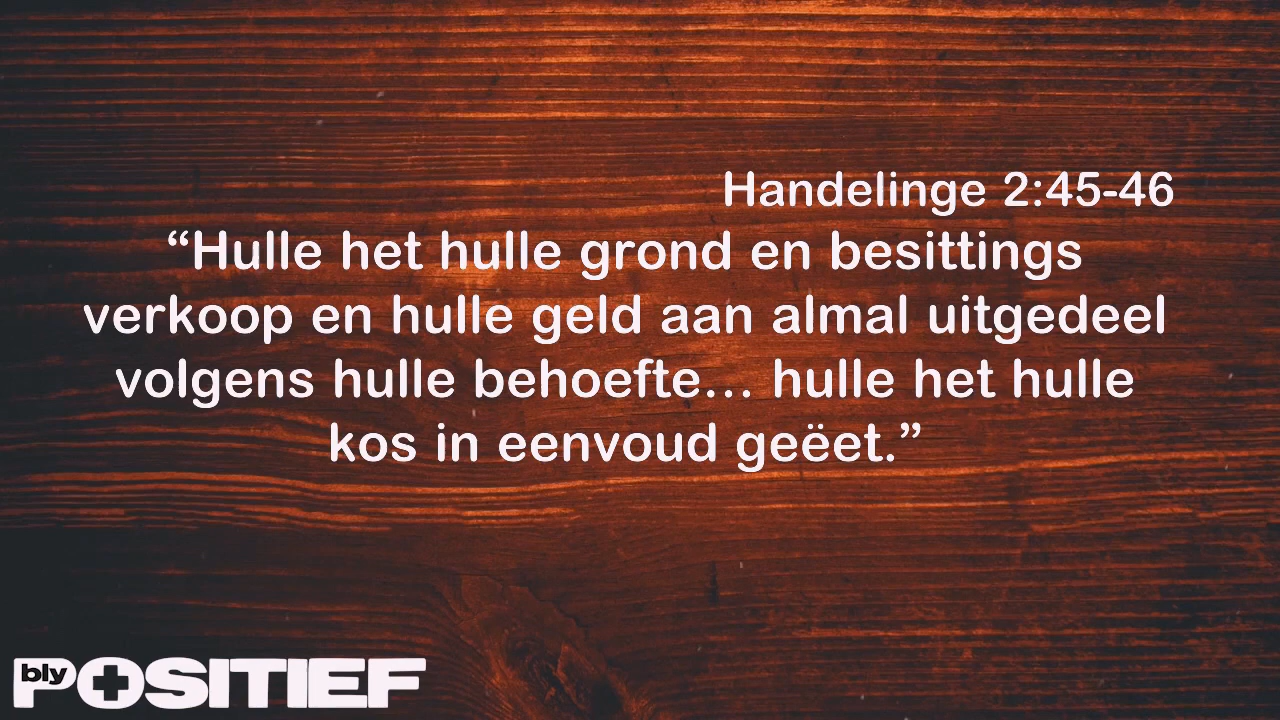 Handelinge 2:45-46
“Hulle het hulle grond en besittings
verkoop en hulle geld aan almal uitgedeel
volgens hulle behoefte… hulle het hulle
kos in eenvoud geëet.”
bly
POSITIEF